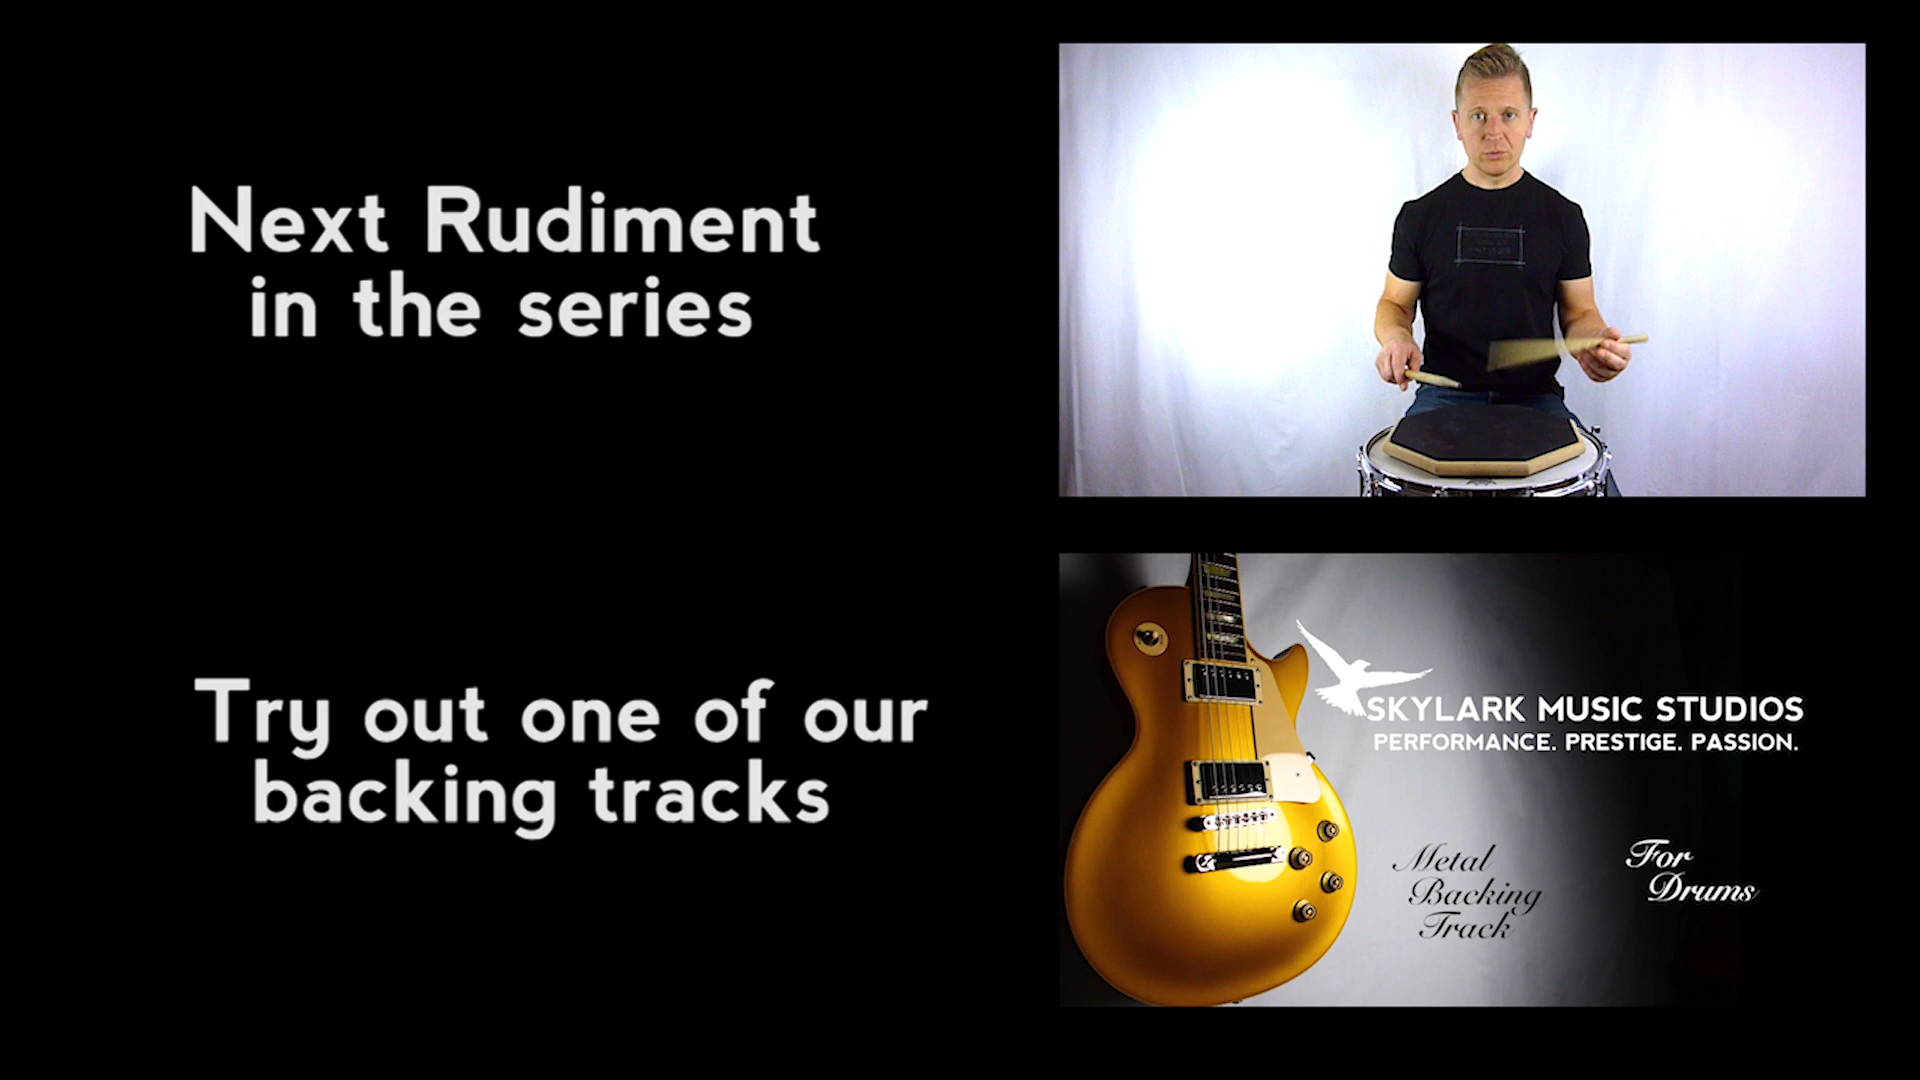 Next Rudiment
in the series
Try out one of our
backing tracks
SKYLARK MUSIC STUDIOS
PERFORMANCE. PRESTIGE. PASSION.
Metal
Backing
Track
For
Drums